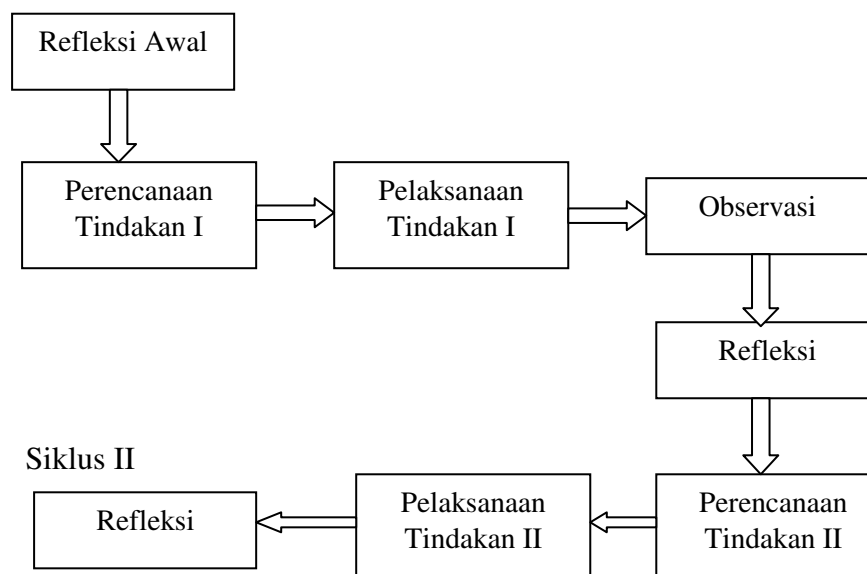 Refleksi Awal
Perencanaan
Tindakan I
Pelaksanaan
Tindakan I
Observasi
Refleksi
Siklus II
Refleksi
Pelaksanaan
Tindakan II
Perencanaan
Tindakan II